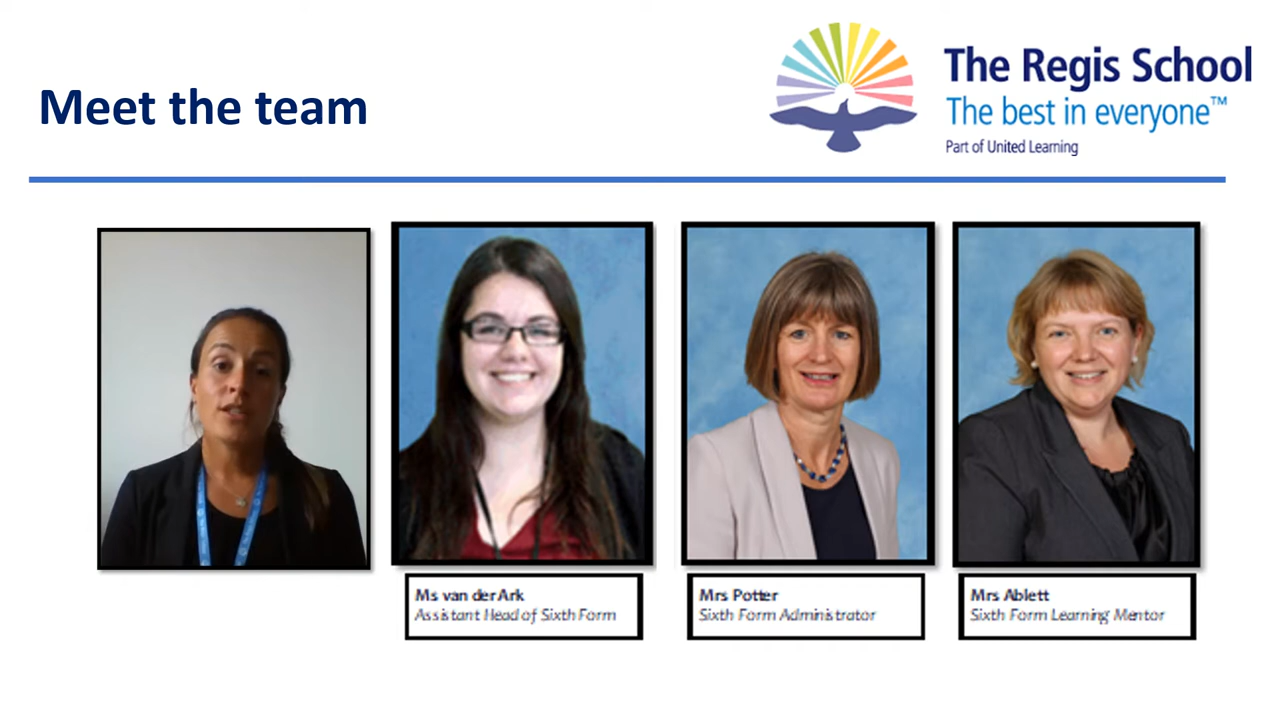 Meet the team
The Regis School
The best in everyone™
Part of United Learning
Ms van der Ark
Assistant Head of Sixth Form
Mrs Potter
Sixth Form Administrator
Mrs Ablett
Sixth Form Learning Mentor